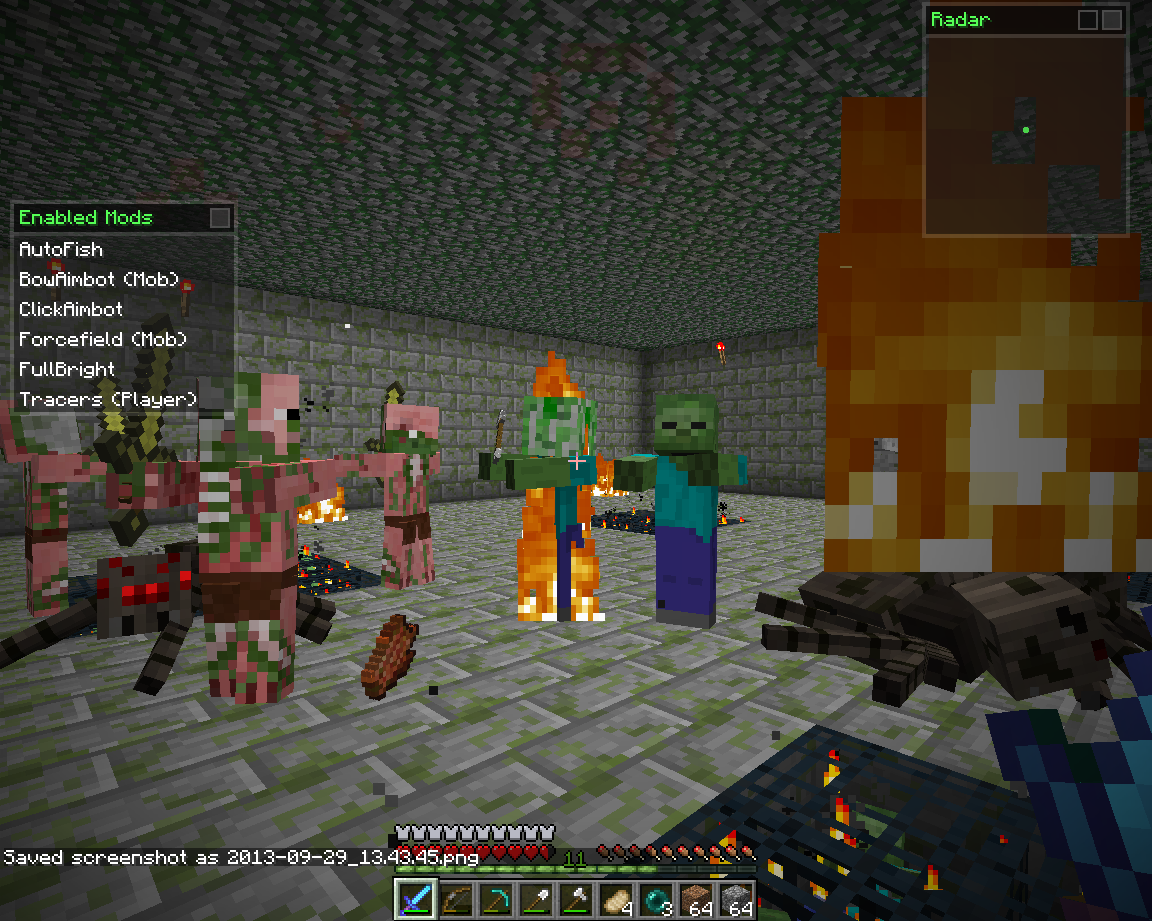 Radar
Enabled Mods
AutoFish
BowAimbot (Mob)
ClickAimbot
Forcefield (Mob)
FullBright
Tracers (Player)
Saved screenshot as 2013-09-29_13.43.45.png
11
4 3 64 64